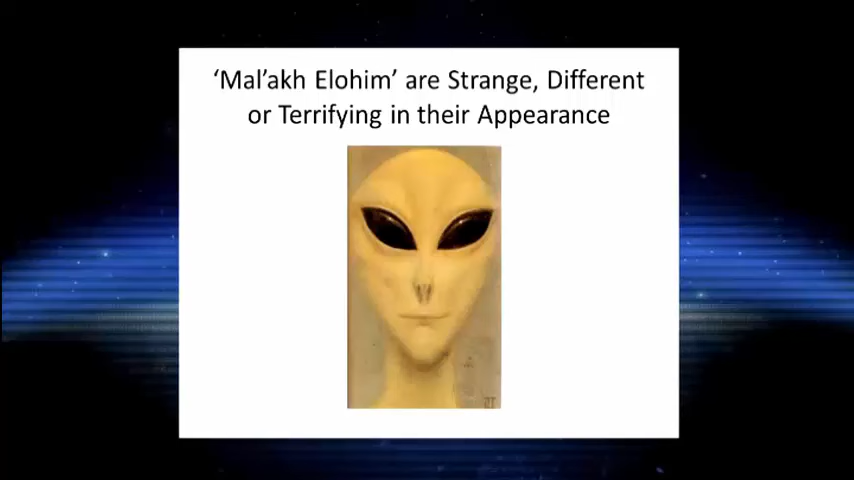 ‘Mal’akh Elohim’ are Strange, Different
or Terrifying in their Appearance